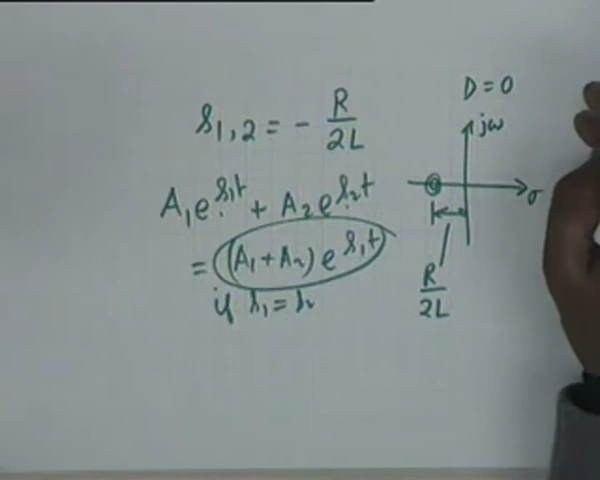 D = 0
s₁,₂ = - R/2L
jω
A₁e^s₁t + A₂e^s₂t
σ
= (A₁ + A₂) e^s₁t
R/2L
if s₁ = s₂